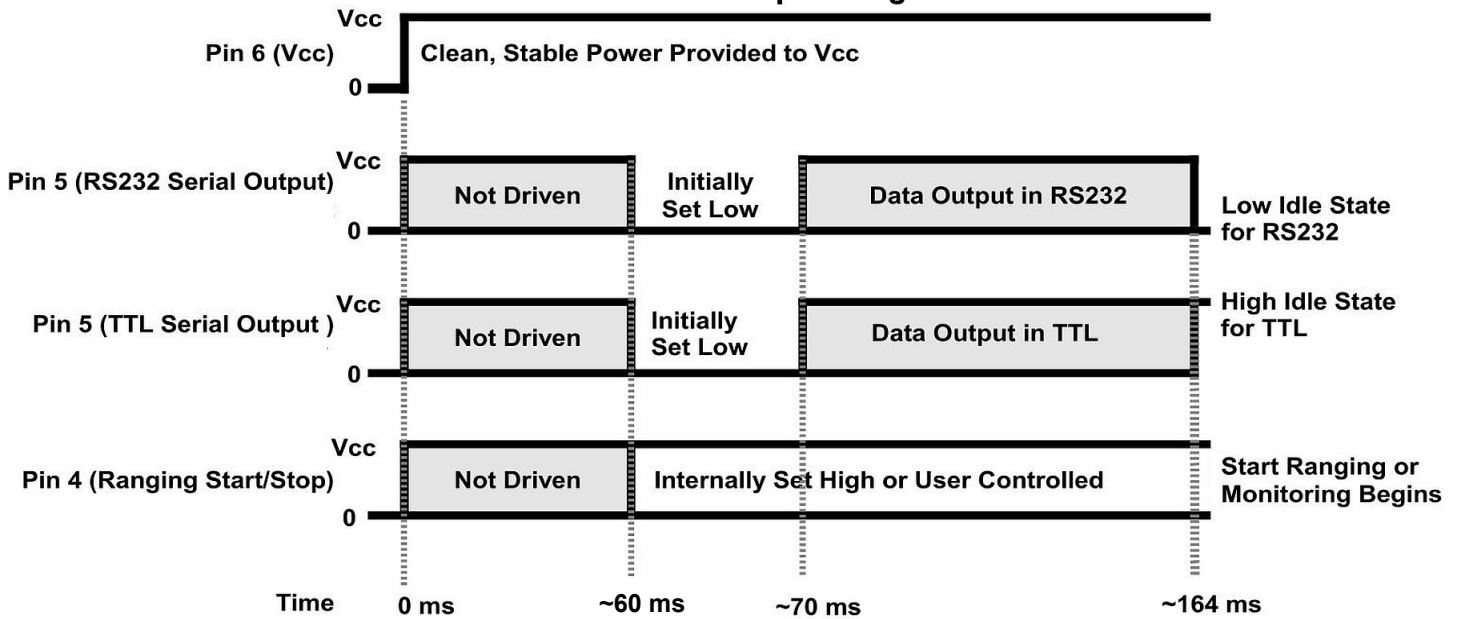 Vcc
Pin 6 (Vcc)
Clean, Stable Power Provided to Vcc
0
Vcc
Pin 5 (RS232 Serial Output)
Not Driven
Initially
Set Low
Data Output in RS232
Low Idle State
for RS232
0
Vcc
Pin 5 (TTL Serial Output )
Not Driven
Initially
Set Low
Data Output in TTL
High Idle State
for TTL
0
Vcc
Pin 4 (Ranging Start/Stop)
Not Driven
Internally Set High or User Controlled
Start Ranging or
Monitoring Begins
0
Time
0 ms
~60 ms
~70 ms
~164 ms